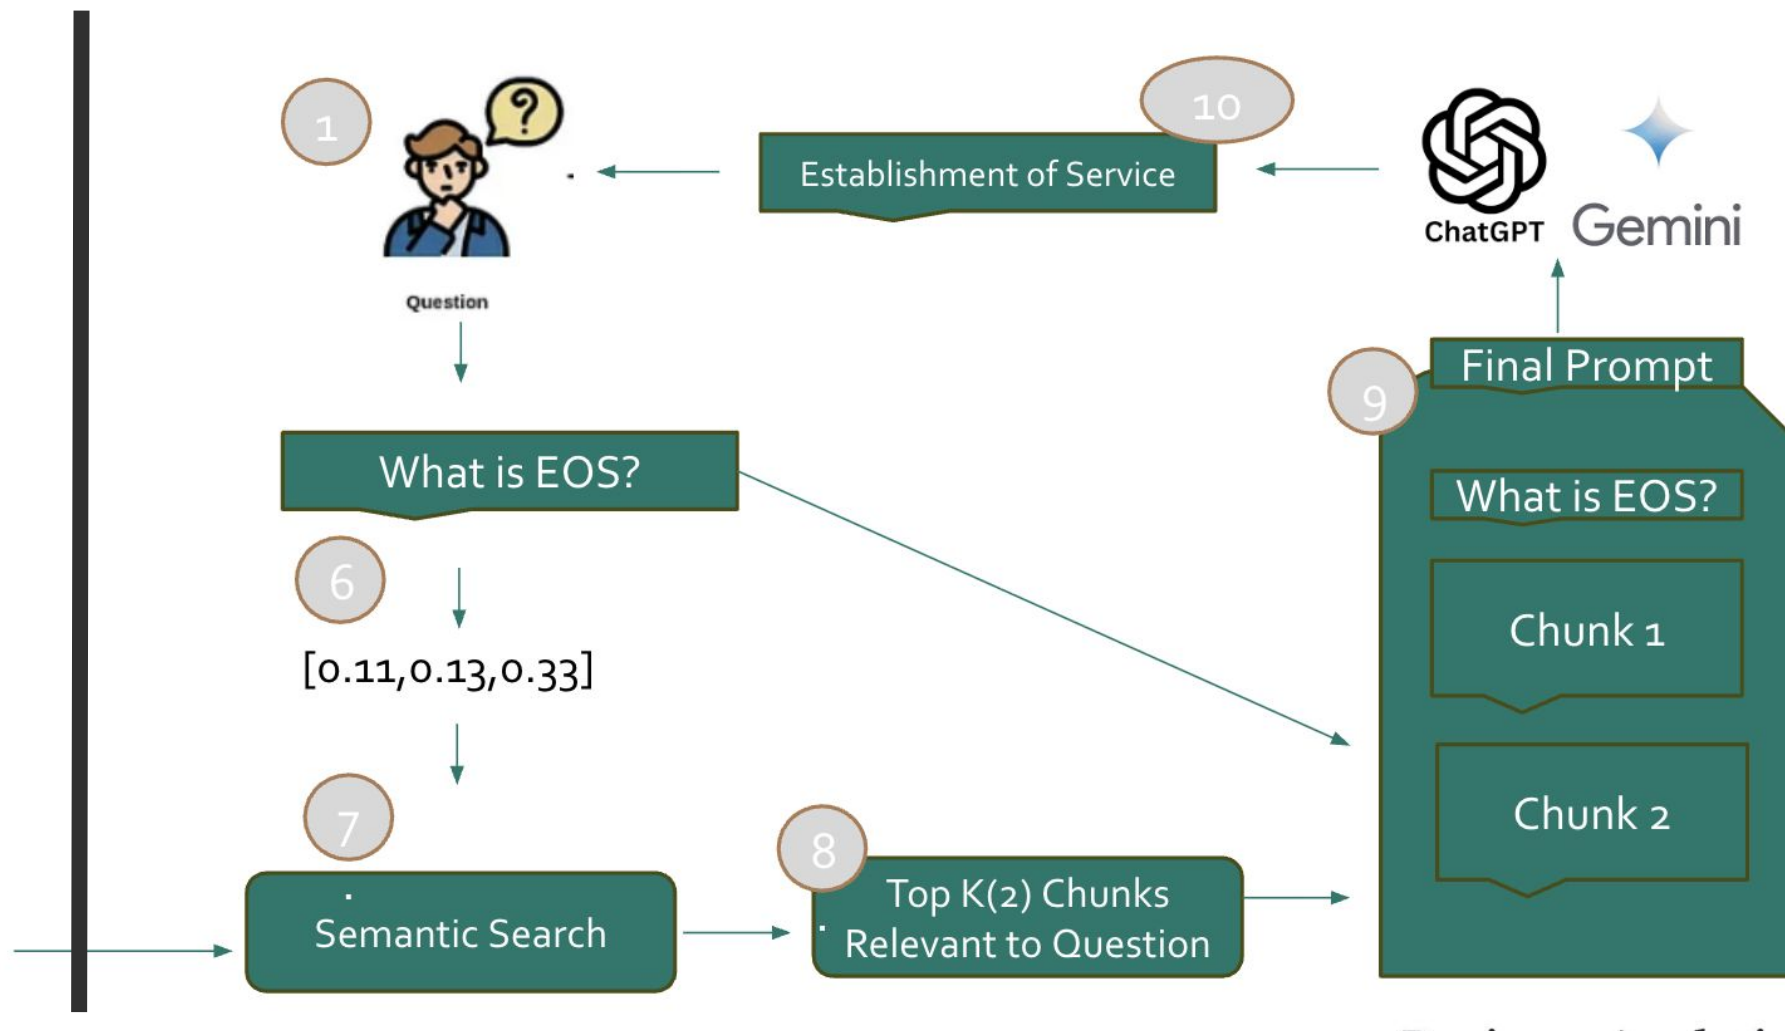 1
?
Question
10
Establishment of Service
ChatGPT
Gemini
What is EOS?
6
[0.11,0.13,0.33]
7
Semantic Search
8
Top K(2) Chunks
Relevant to Question
9
Final Prompt
What is EOS?
Chunk 1
Chunk 2